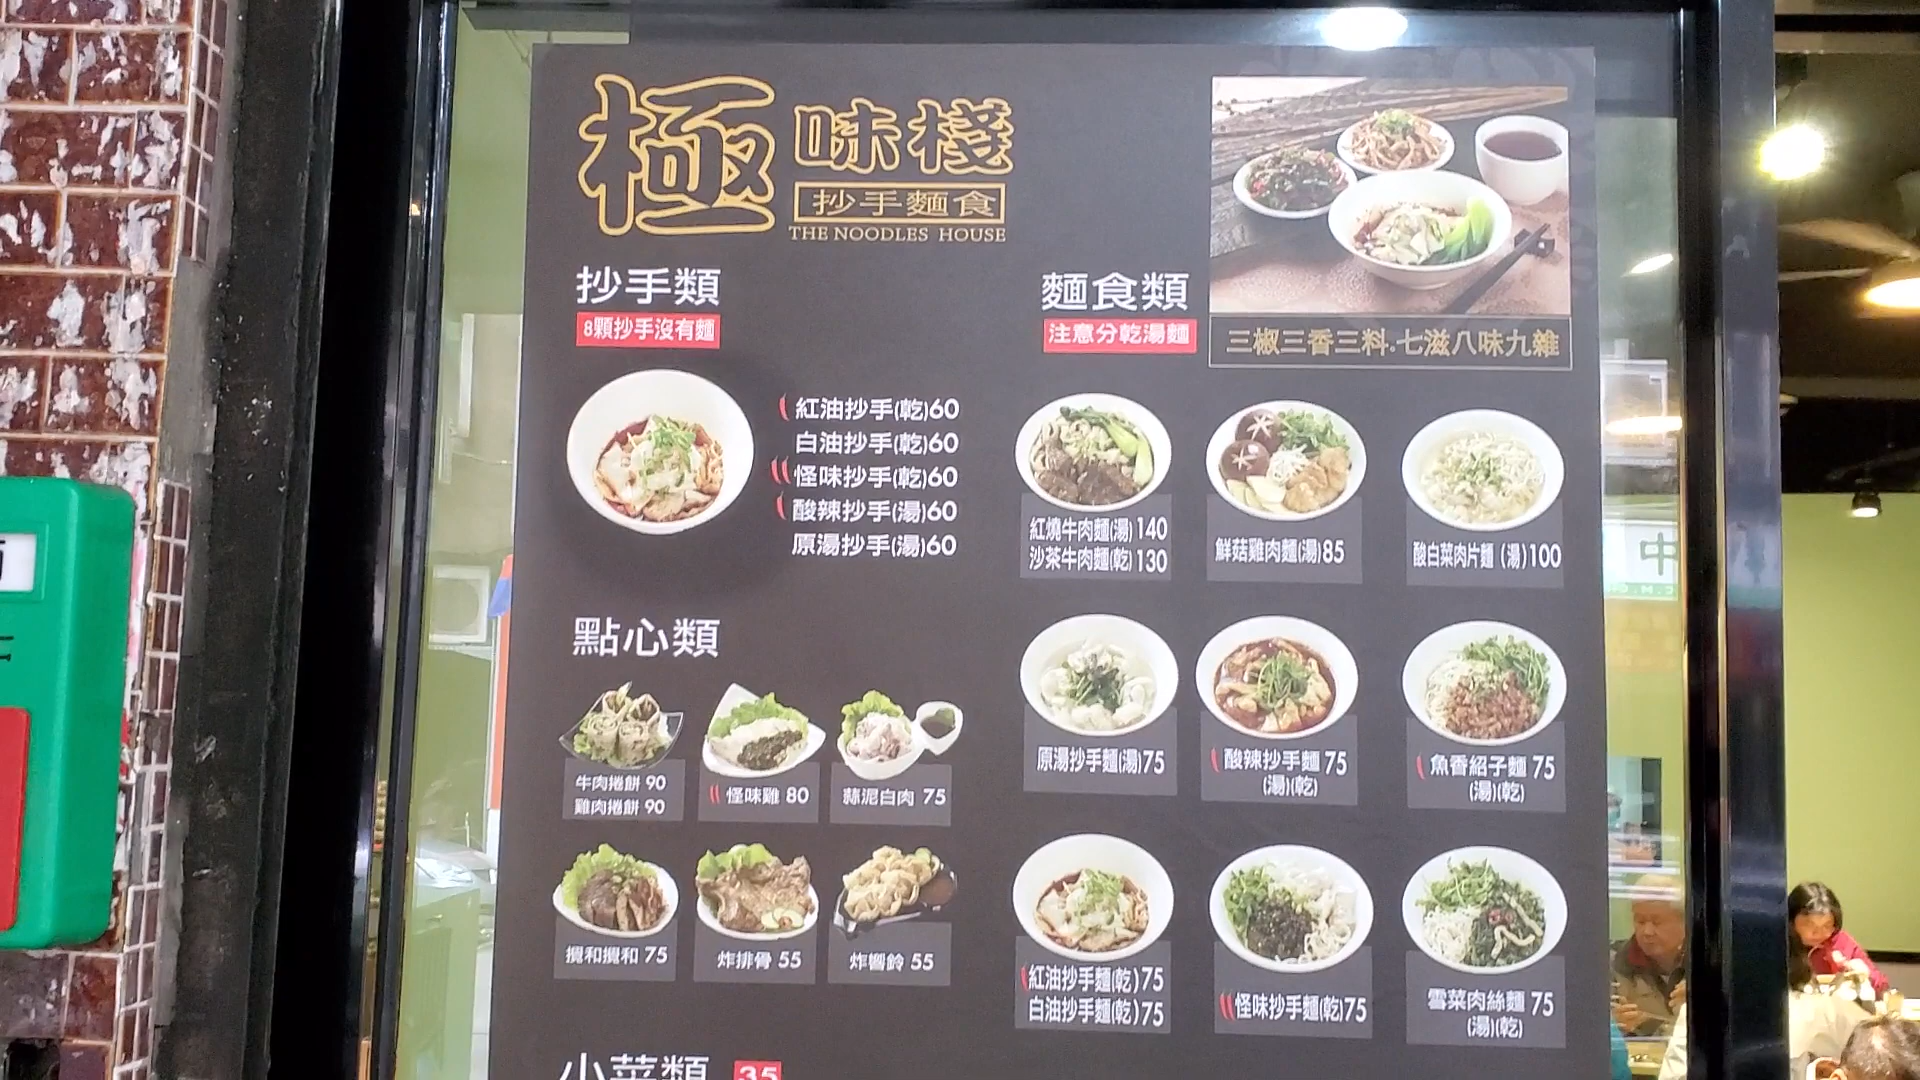 極味棧
抄手麵食
THE NOODLES HOUSE
抄手類
8顆抄手沒有麵
紅油抄手(乾)60
白油抄手(乾)60
怪味抄手(乾)60
酸辣抄手(湯)60
原湯抄手(湯)60
點心類
牛肉捲餅 90
雞肉捲餅 90
怪味雞 80
蒜泥白肉 75
攪和攪和 75
炸排骨 55
炸響鈴 55
小菜類 35
麵食類
注意分乾湯麵
三椒三香三料.七滋八味九雜
紅燒牛肉麵(湯)140
沙茶牛肉麵(乾)130
鮮菇雞肉麵(湯)85
酸白菜肉片麵(湯)100
原湯抄手麵(湯)75
酸辣抄手麵 75
(湯)(乾)
魚香紹子麵 75
(湯)(乾)
紅油抄手麵(乾)75
白油抄手麵(乾)75
怪味抄手麵(乾)75
雪菜肉絲麵 75
(湯)(乾)
中